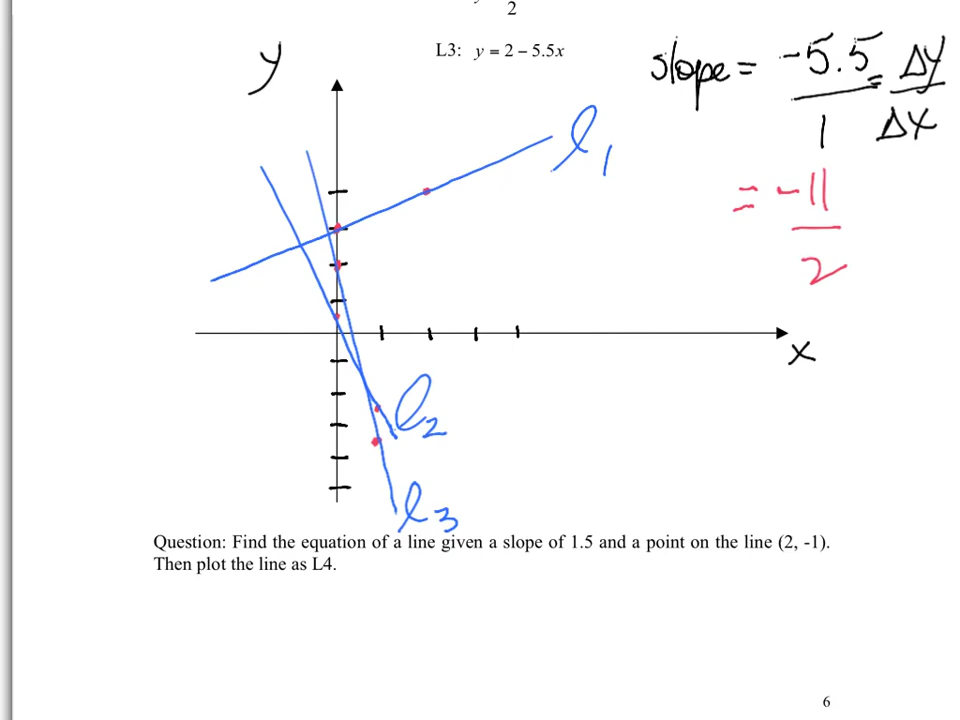 2
L3: y = 2 – 5.5x
y
slope = -5.5/1 = Δy/Δx
= -11/2
l1
x
l2
l3
Question: Find the equation of a line given a slope of 1.5 and a point on the line (2, -1).
Then plot the line as L4.
6